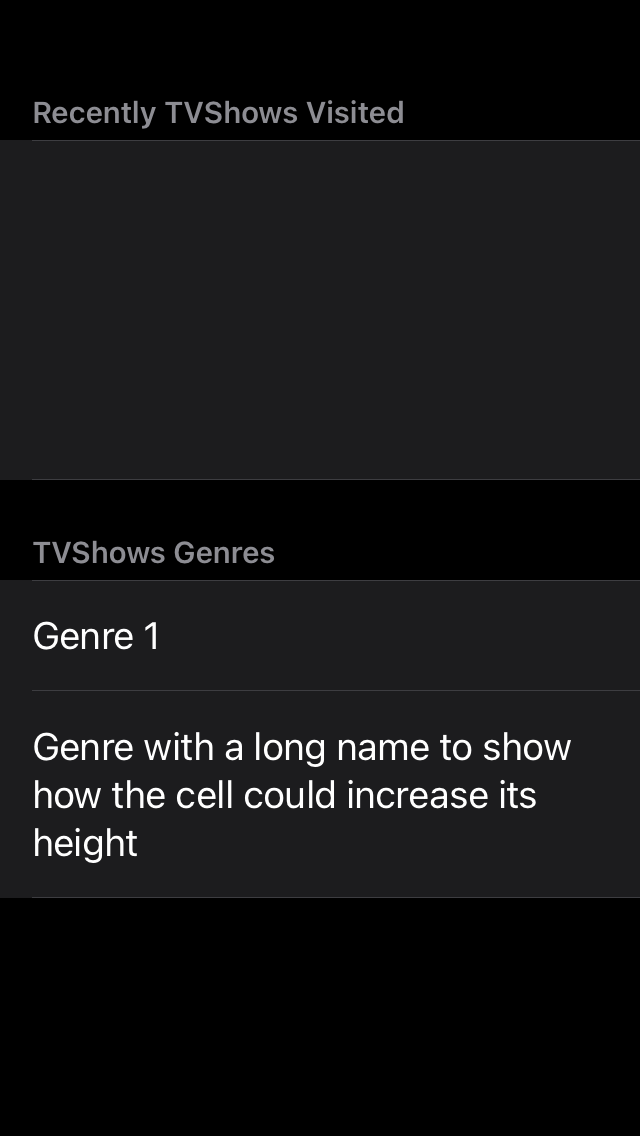 Recently TVShows Visited
TVShows Genres
Genre 1
Genre with a long name to show
how the cell could increase its
height